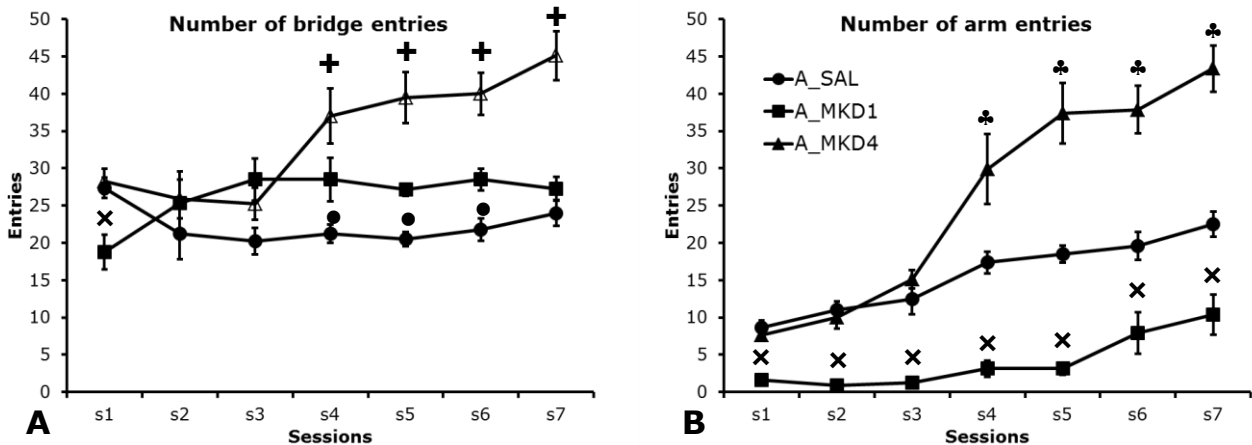 Number of bridge entries
50
45
40
35
30
25
20
15
10
5
0
Entries
s1 s2 s3 s4 s5 s6 s7
Sessions
A
Number of arm entries
50
45
40
35
30
25
20
15
10
5
0
Entries
A_SAL
A_MKD1
A_MKD4
s1 s2 s3 s4 s5 s6 s7
Sessions
B